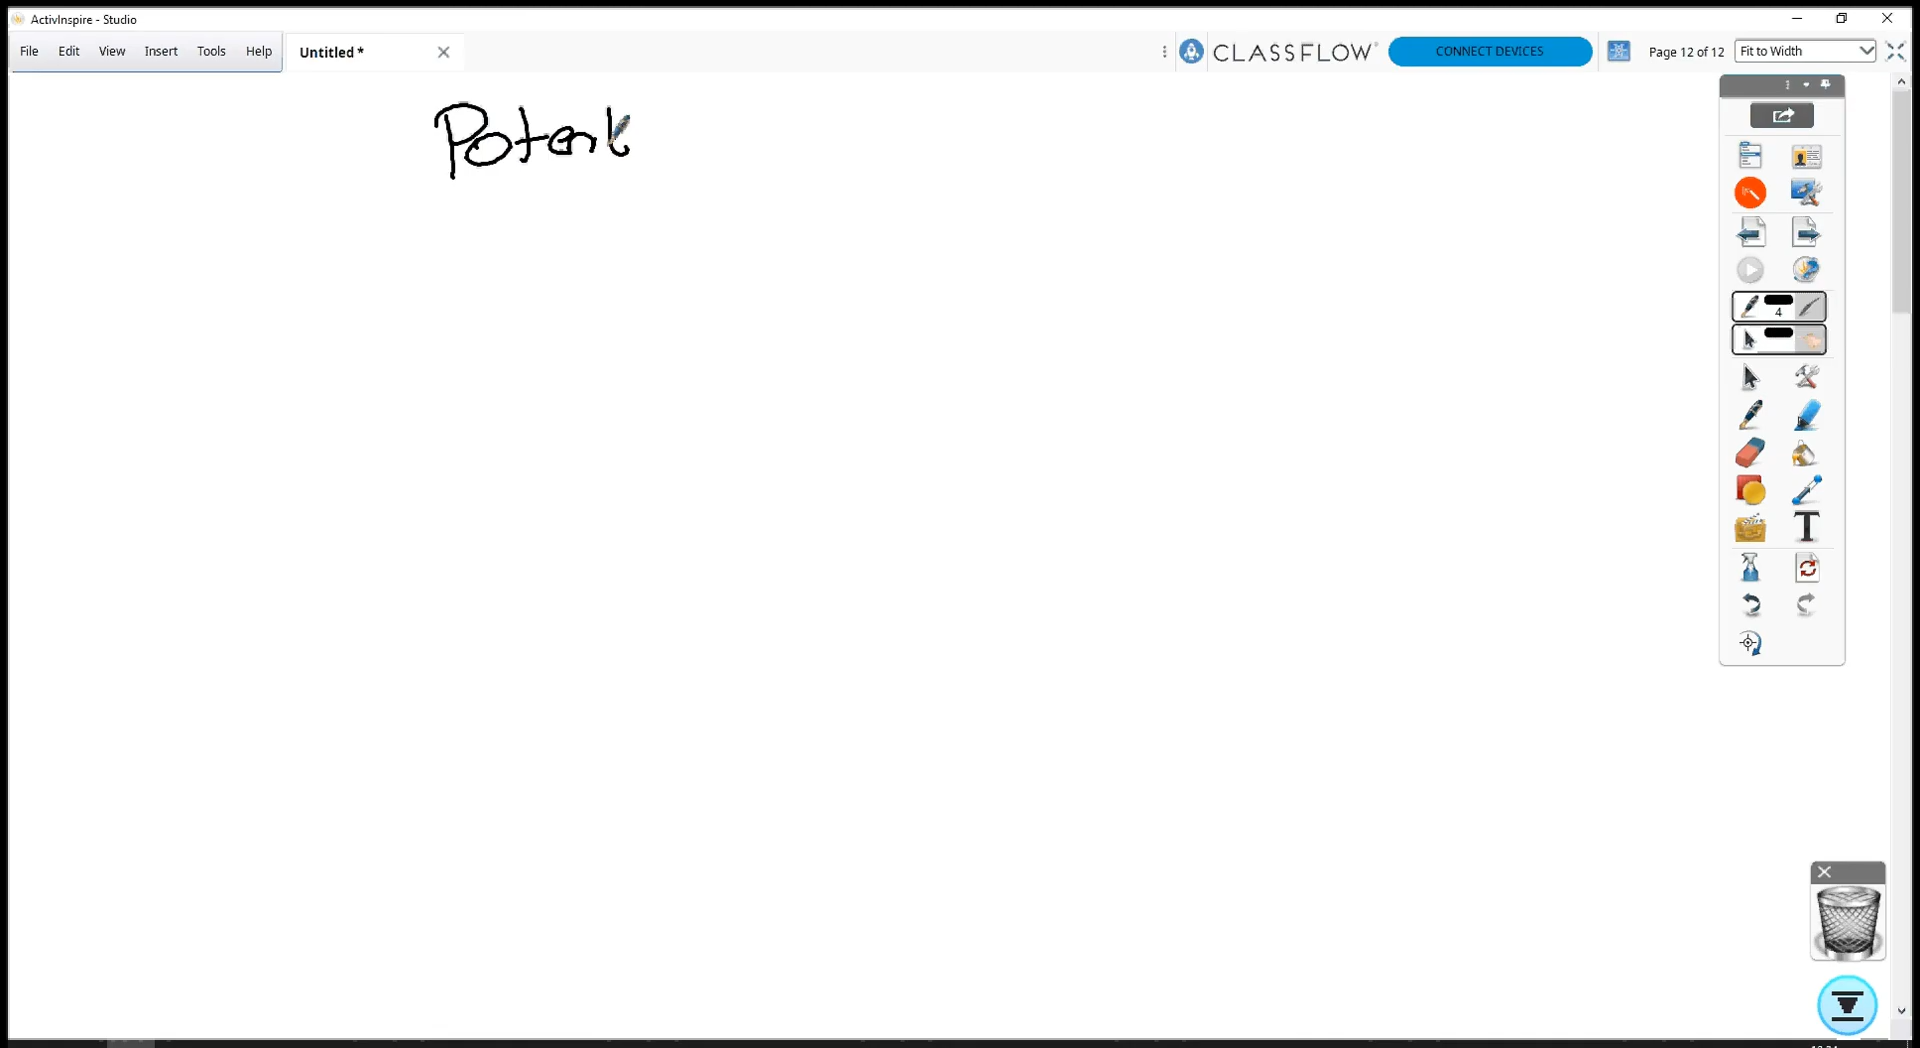 ActivInspire - Studio
File Edit View Insert Tools Help Untitled * CLASSFLOW® CONNECT DEVICES Page 12 of 12 Fit to Width
Potent
4
T